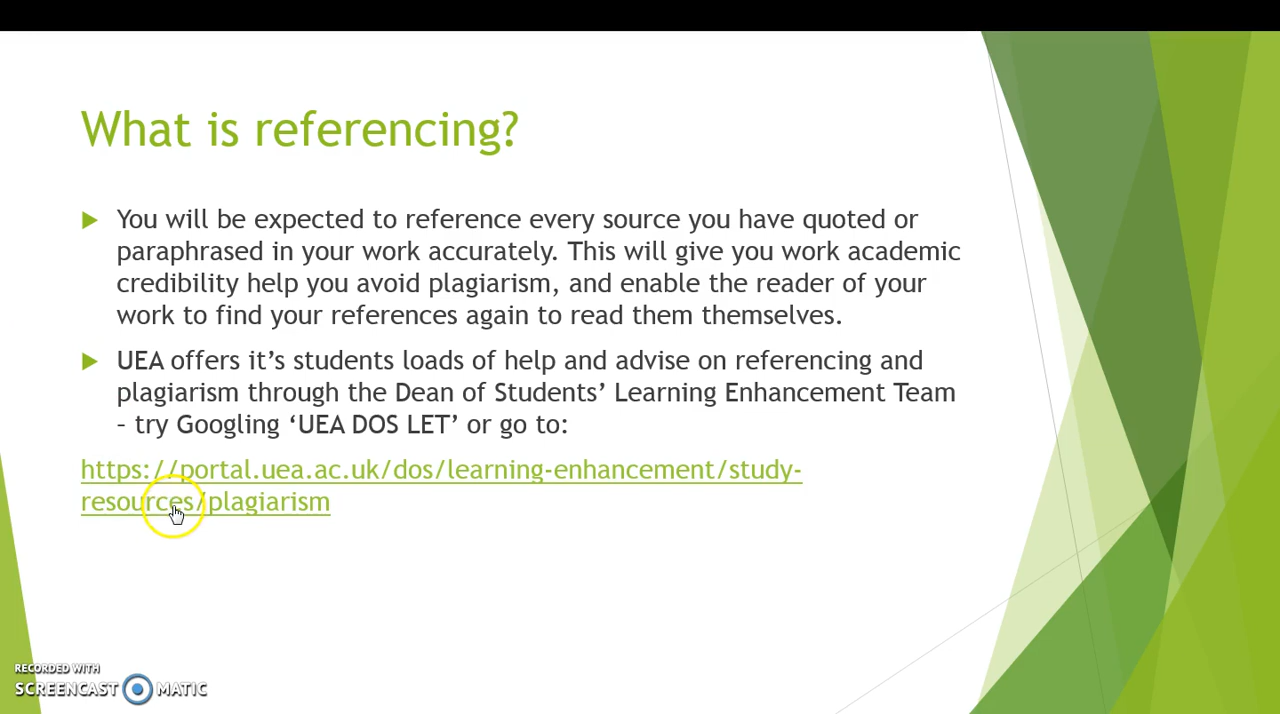 What is referencing?
You will be expected to reference every source you have quoted or
paraphrased in your work accurately. This will give you work academic
credibility help you avoid plagiarism, and enable the reader of your
work to find your references again to read them themselves.
UEA offers it’s students loads of help and advise on referencing and
plagiarism through the Dean of Students’ Learning Enhancement Team
– try Googling ‘UEA DOS LET’ or go to:
https://portal.uea.ac.uk/dos/learning-enhancement/study-
resources/plagiarism
RECORDED WITH
SCREENCAST MATIC